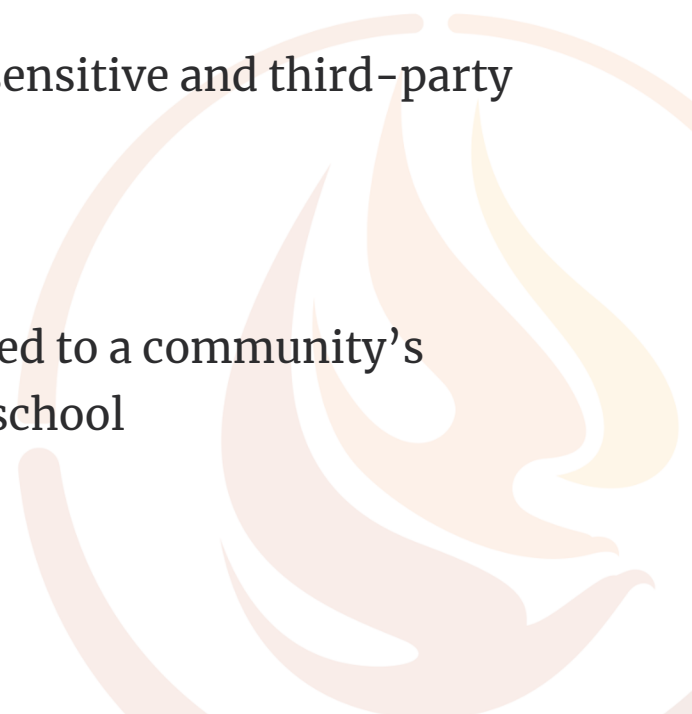 ensitive and third-party
ed to a community’s
school